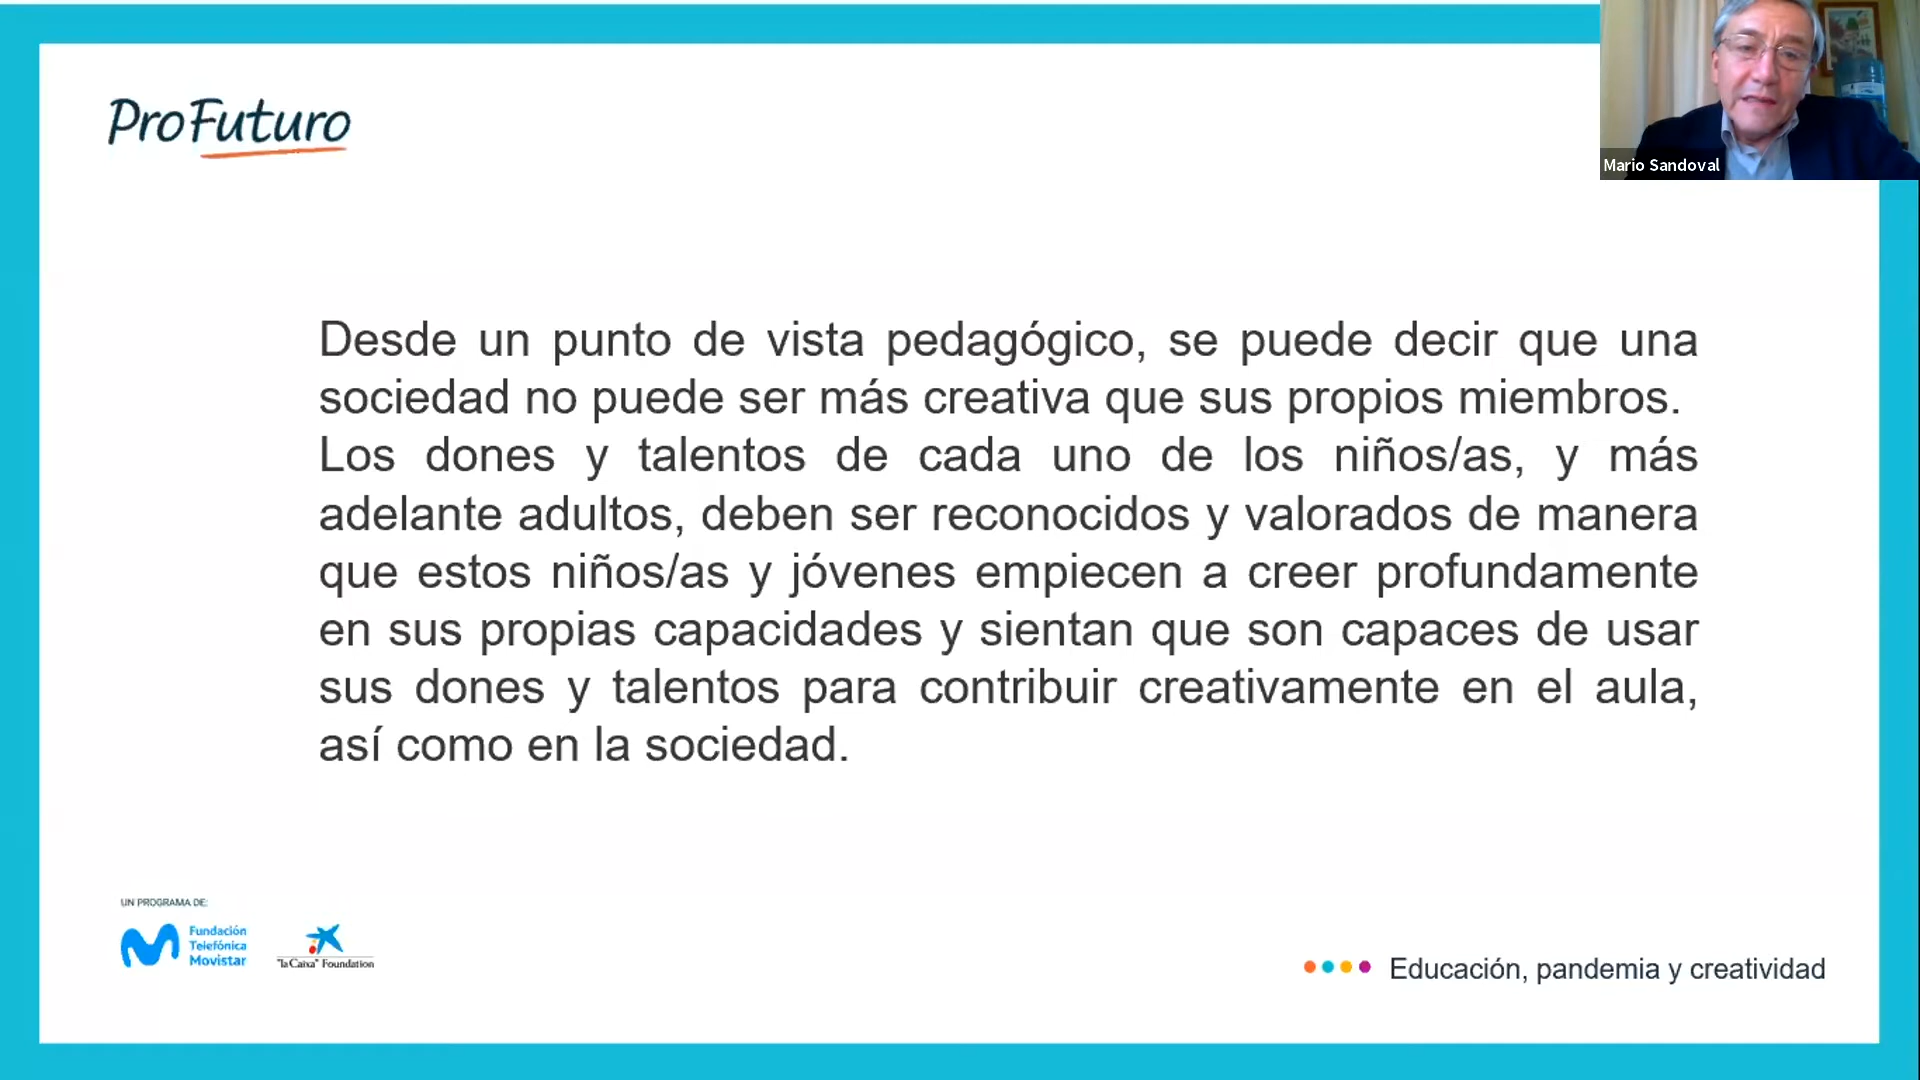 ProFuturo
Mario Sandoval
Desde un punto de vista pedagógico, se puede decir que una
sociedad no puede ser más creativa que sus propios miembros.
Los dones y talentos de cada uno de los niños/as, y más
adelante adultos, deben ser reconocidos y valorados de manera
que estos niños/as y jóvenes empiecen a creer profundamente
en sus propias capacidades y sientan que son capaces de usar
sus dones y talentos para contribuir creativamente en el aula,
así como en la sociedad.
UN PROGRAMA DE:
Fundación
Telefónica
Movistar
"la Caixa" Foundation
Educación, pandemia y creatividad